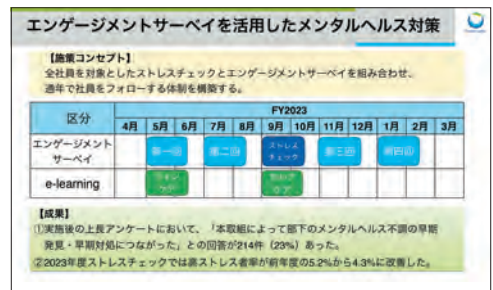 エンゲージメントサーベイを活用したメンタルヘルス対策
【施策コンセプト】
全社員を対象としたストレスチェックとエンゲージメントサーベイを組み合わせ、
通年で社員をフォローする体制を構築する。
区分
FY2023
4月 5月 6月 7月 8月 9月 10月 11月 12月 1月 2月 3月
エンゲージメント
サーベイ
第一回 第二回 ストレス
チェック 第三回 第四回
e-learning
ライン
ケア
セルフ
ケア
【成果】
①実施後の上長アンケートにおいて、「本取組によって部下のメンタルヘルス不調の早期
発見・早期対処につながった」との回答が214件（23%）あった。
②2023年度ストレスチェックでは高ストレス者率が前年度の5.2%から4.3%に改善した。